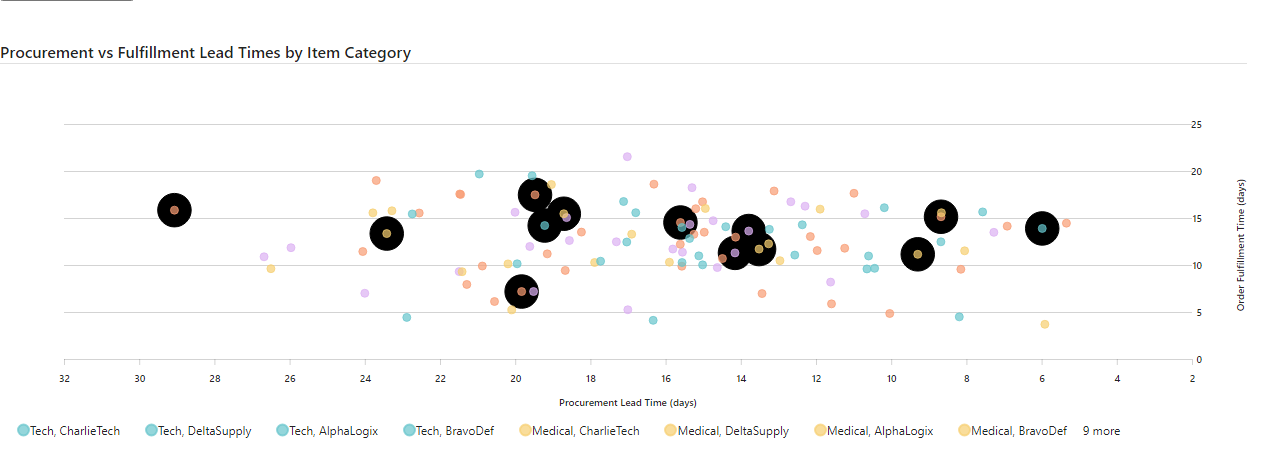 Procurement vs Fulfillment Lead Times by Item Category
25
20
15
10
5
0
Order Fulfillment Time (days)
32 30 28 26 24 22 20 18 16 14 12 10 8 6 4 2
Procurement Lead Time (days)
Tech, CharlieTech Tech, DeltaSupply Tech, AlphaLogix Tech, BravoDef Medical, CharlieTech Medical, DeltaSupply Medical, AlphaLogix Medical, BravoDef 9 more